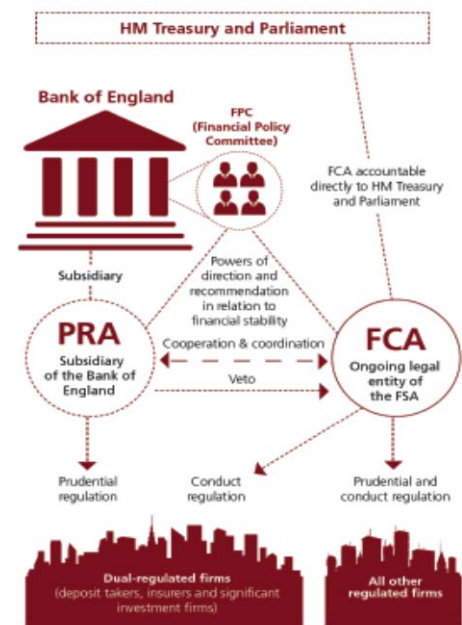 HM Treasury and Parliament
Bank of England
FPC
(Financial Policy
Committee)
FCA accountable
directly to HM Treasury
and Parliament
Subsidiary
Powers of
direction and
recommendation
in relation to
financial stability
PRA
Subsidiary
of the Bank of
England
Cooperation & coordination
Veto
FCA
Ongoing legal
entity of
the FSA
Prudential
regulation
Conduct
regulation
Prudential and
conduct regulation
Dual-regulated firms
(deposit takers, insurers and significant
investment firms)
All other
regulated firms